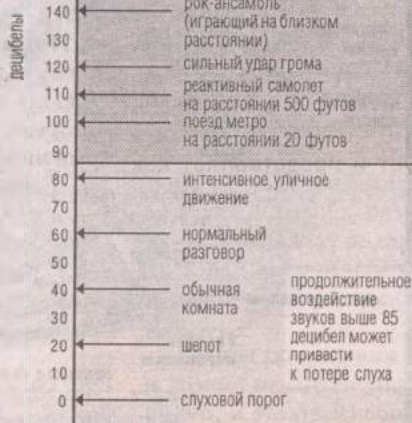 децибелы
140
130
120
110
100
90
80
70
60
50
40
30
20
10
0
рок-ансамбль
(играющий на близком
расстоянии)
сильный удар грома
реактивный самолет
на расстоянии 500 футов
поезд метро
на расстоянии 20 футов
интенсивное уличное
движение
нормальный
разговор
обычная
комната
шепот
слуховой порог
продолжительное
воздействие
звуков выше 85
децибел может
привести
к потере слуха